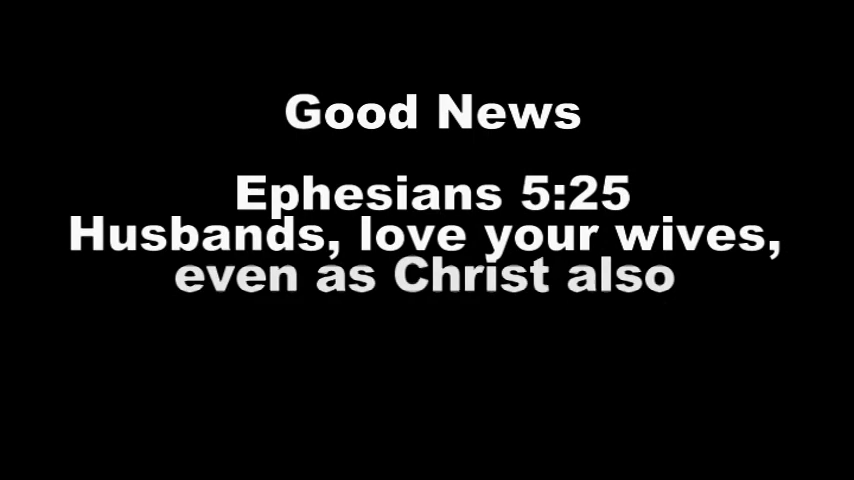 Good News
Ephesians 5:25
Husbands, love your wives,
even as Christ also